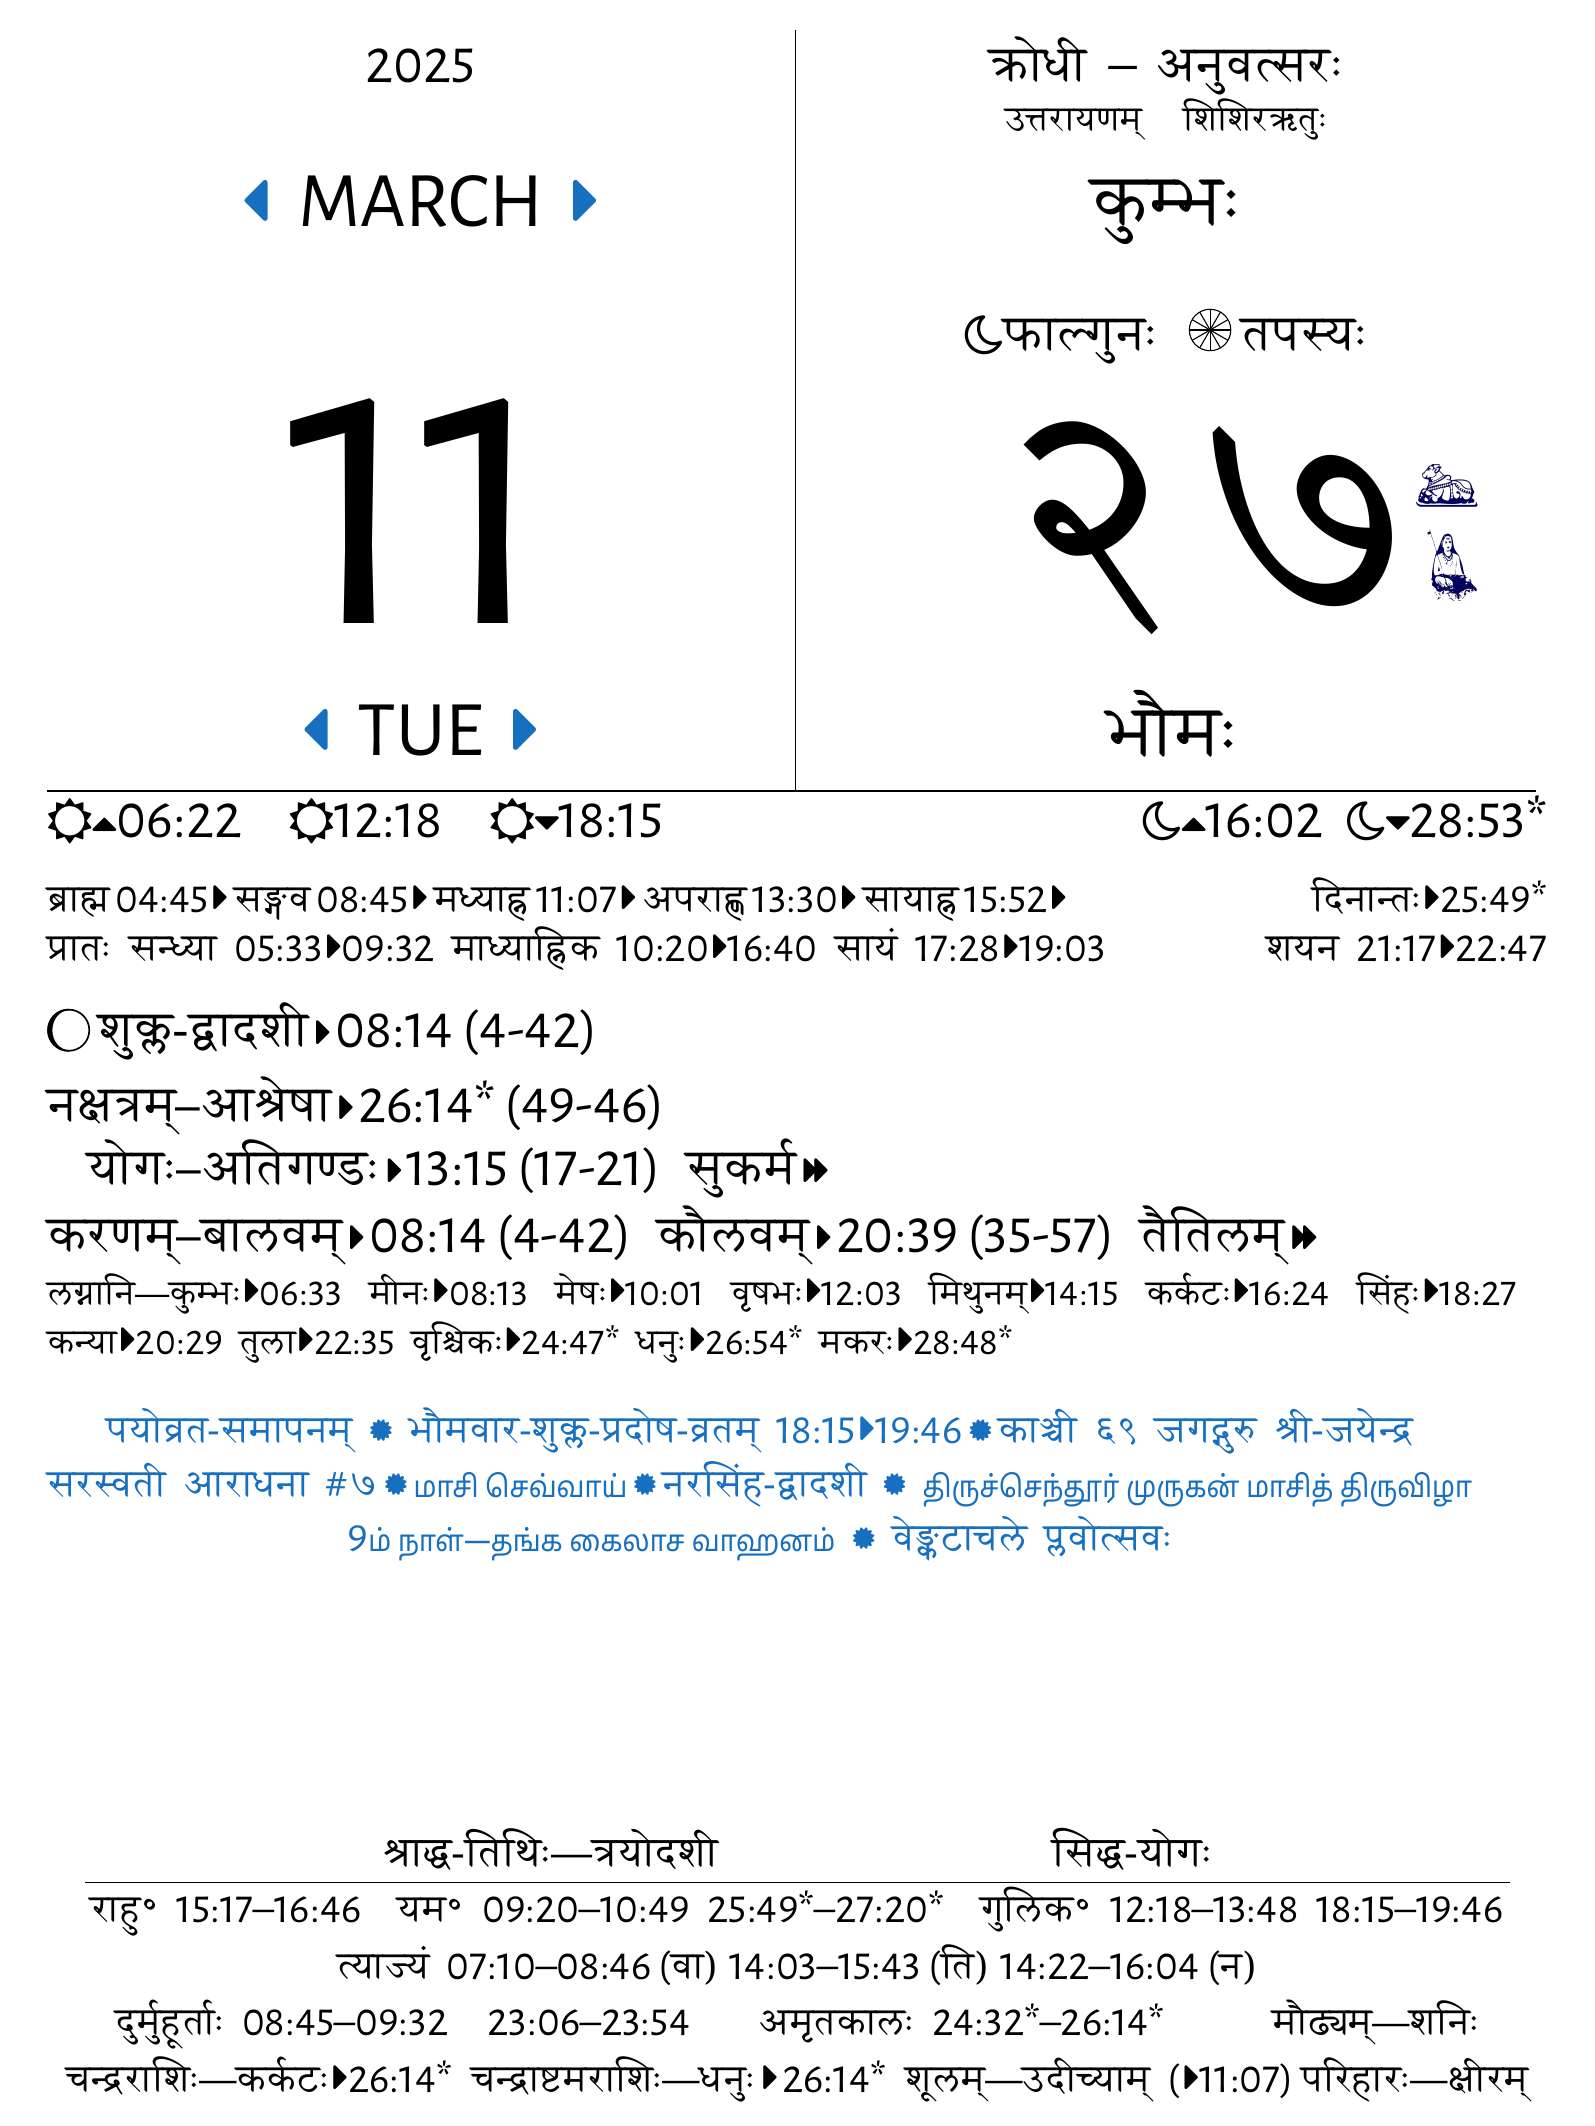 2025
MARCH
11
TUE
क्रोधी – अनुवत्सरः
उत्तरायणम् शिशिरऋतुः
कुम्भः
फाल्गुनः तपस्यः
२७
भौमः
06:22 12:18 18:15 16:02 28:53*
ब्राह्म 04:45 सङ्गव 08:45 मध्याह्न 11:07 अपराह्ण 13:30 सायाह्न 15:52 दिनान्तः 25:49*
प्रातः सन्ध्या 05:33 09:32 माध्याह्निक 10:20 16:40 सायं 17:28 19:03 शयन 21:17 22:47
शुक्ल-द्वादशी 08:14 (4-42)
नक्षत्रम्–आश्रेषा 26:14* (49-46)
योगः–अतिगण्डः 13:15 (17-21) सुकर्म
करणम्–बालवम् 08:14 (4-42) कौलवम् 20:39 (35-57) तैतिलम्
लग्नानि—कुम्भः 06:33 मीनः 08:13 मेषः 10:01 वृषभः 12:03 मिथुनम् 14:15 कर्कटः 16:24 सिंहः 18:27
कन्या 20:29 तुला 22:35 वृश्चिकः 24:47* धनुः 26:54* मकरः 28:48*
पयोव्रत-समापनम् ✹ भौमवार-शुक्ल-प्रदोष-व्रतम् 18:15 19:46 ✹ काञ्ची ६९ जगद्गुरु श्री-जयेन्द्र
सरस्वती आराधना #७ ✹ மாசி செவ்வாய் ✹ नरसिंह-द्वादशी ✹ திருச்செந்தூர் முருகன் மாசித் திருவிழா
9ம் நாள்—தங்க கைலாச வாஹனம் ✹ वेङ्कटाचले प्लवोत्सवः
श्राद्ध-तिथिः—त्रयोदशी सिद्ध-योगः
राहु° 15:17–16:46 यम° 09:20–10:49 25:49*–27:20* गुलिक° 12:18–13:48 18:15–19:46
त्याज्यं 07:10–08:46 (वा) 14:03–15:43 (ति) 14:22–16:04 (न)
दुर्मुहूर्ताः 08:45–09:32 23:06–23:54 अमृतकालः 24:32*–26:14* मौढ्यम्—शनिः
चन्द्रराशिः—कर्कटः 26:14* चन्द्राष्टमराशिः—धनुः 26:14* शूलम्—उदीच्याम् ( 11:07) परिहारः—क्षीरम्